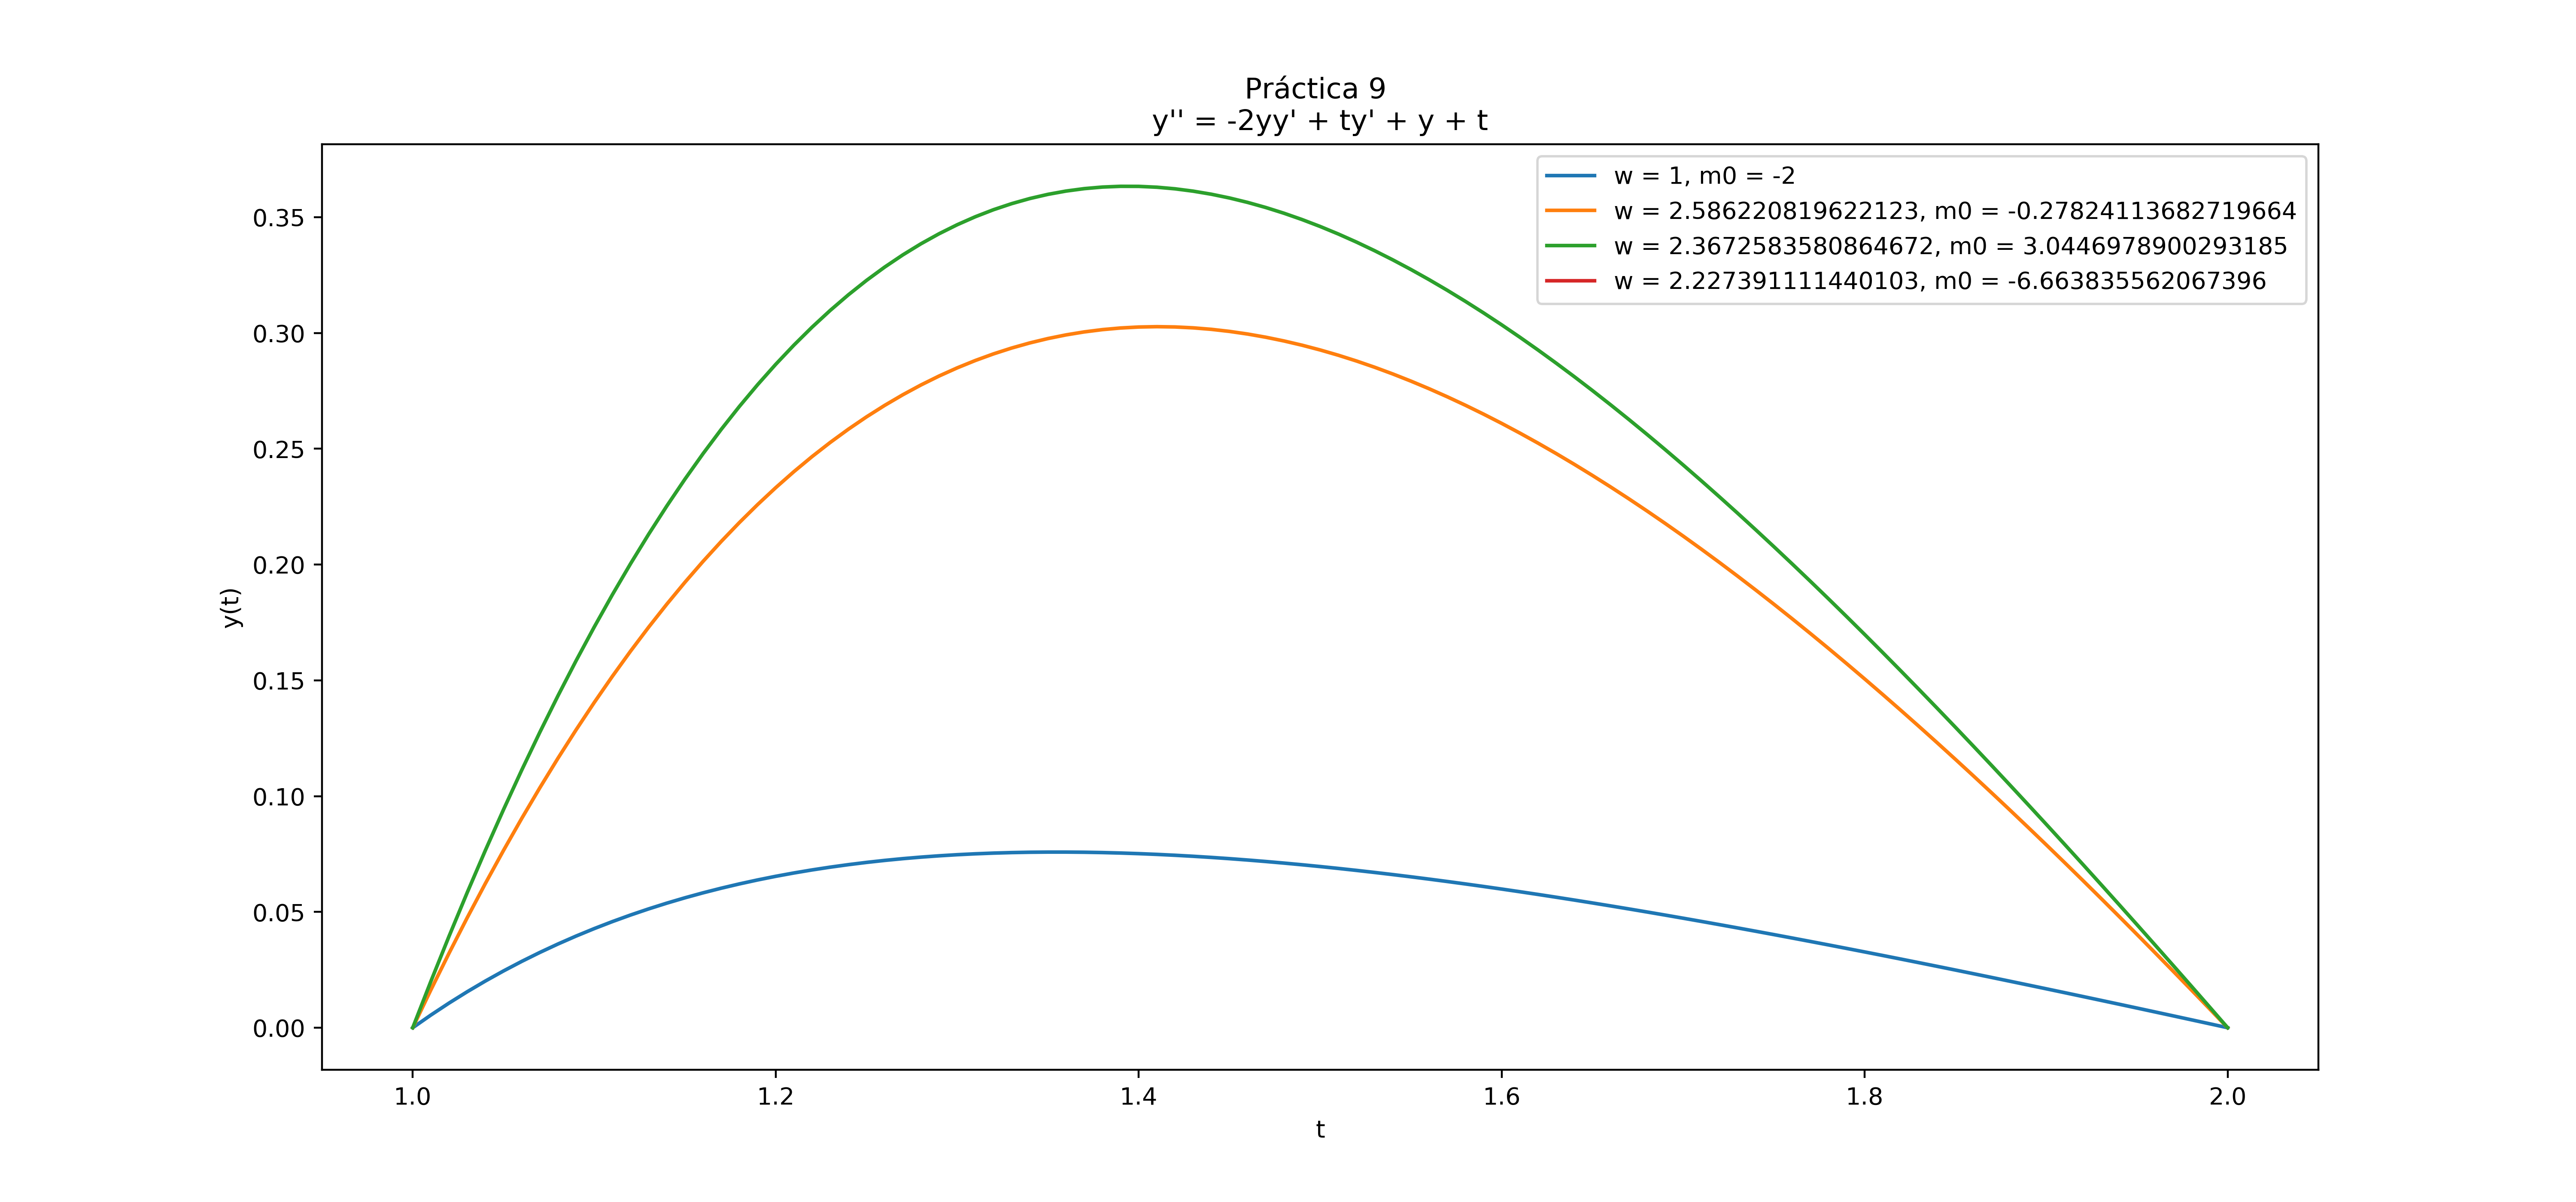 Práctica 9
y'' = -2yy' + ty' + y + t
w = 1, m0 = -2
w = 2.586220819622123, m0 = -0.27824113682719664
w = 2.3672583580864672, m0 = 3.0446978900293185
w = 2.227391111440103, m0 = -6.663835562067396
0.35
0.30
0.25
0.20
0.15
0.10
0.05
0.00
y(t)
1.0 1.2 1.4 1.6 1.8 2.0
t